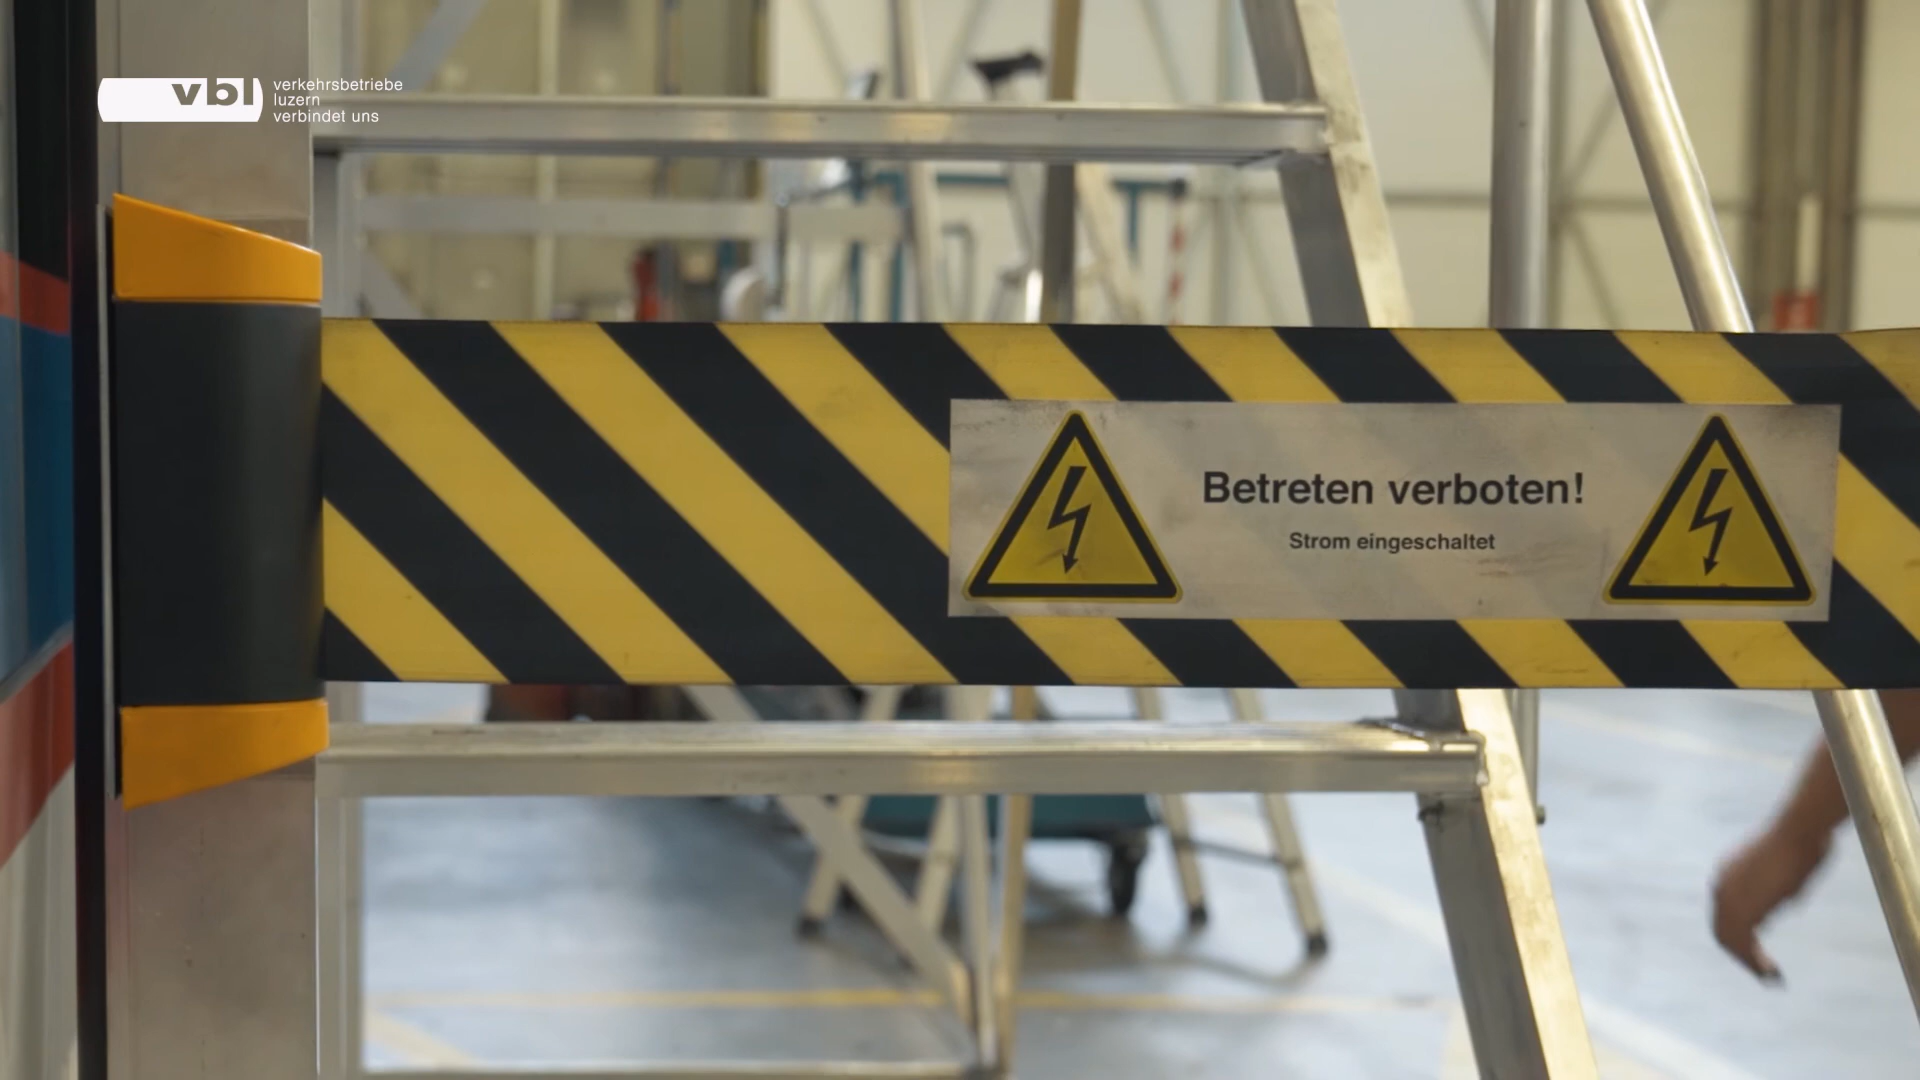 vbl
verkehrsbetriebe
luzern
verbindet uns
Betreten verboten!
Strom eingeschaltet